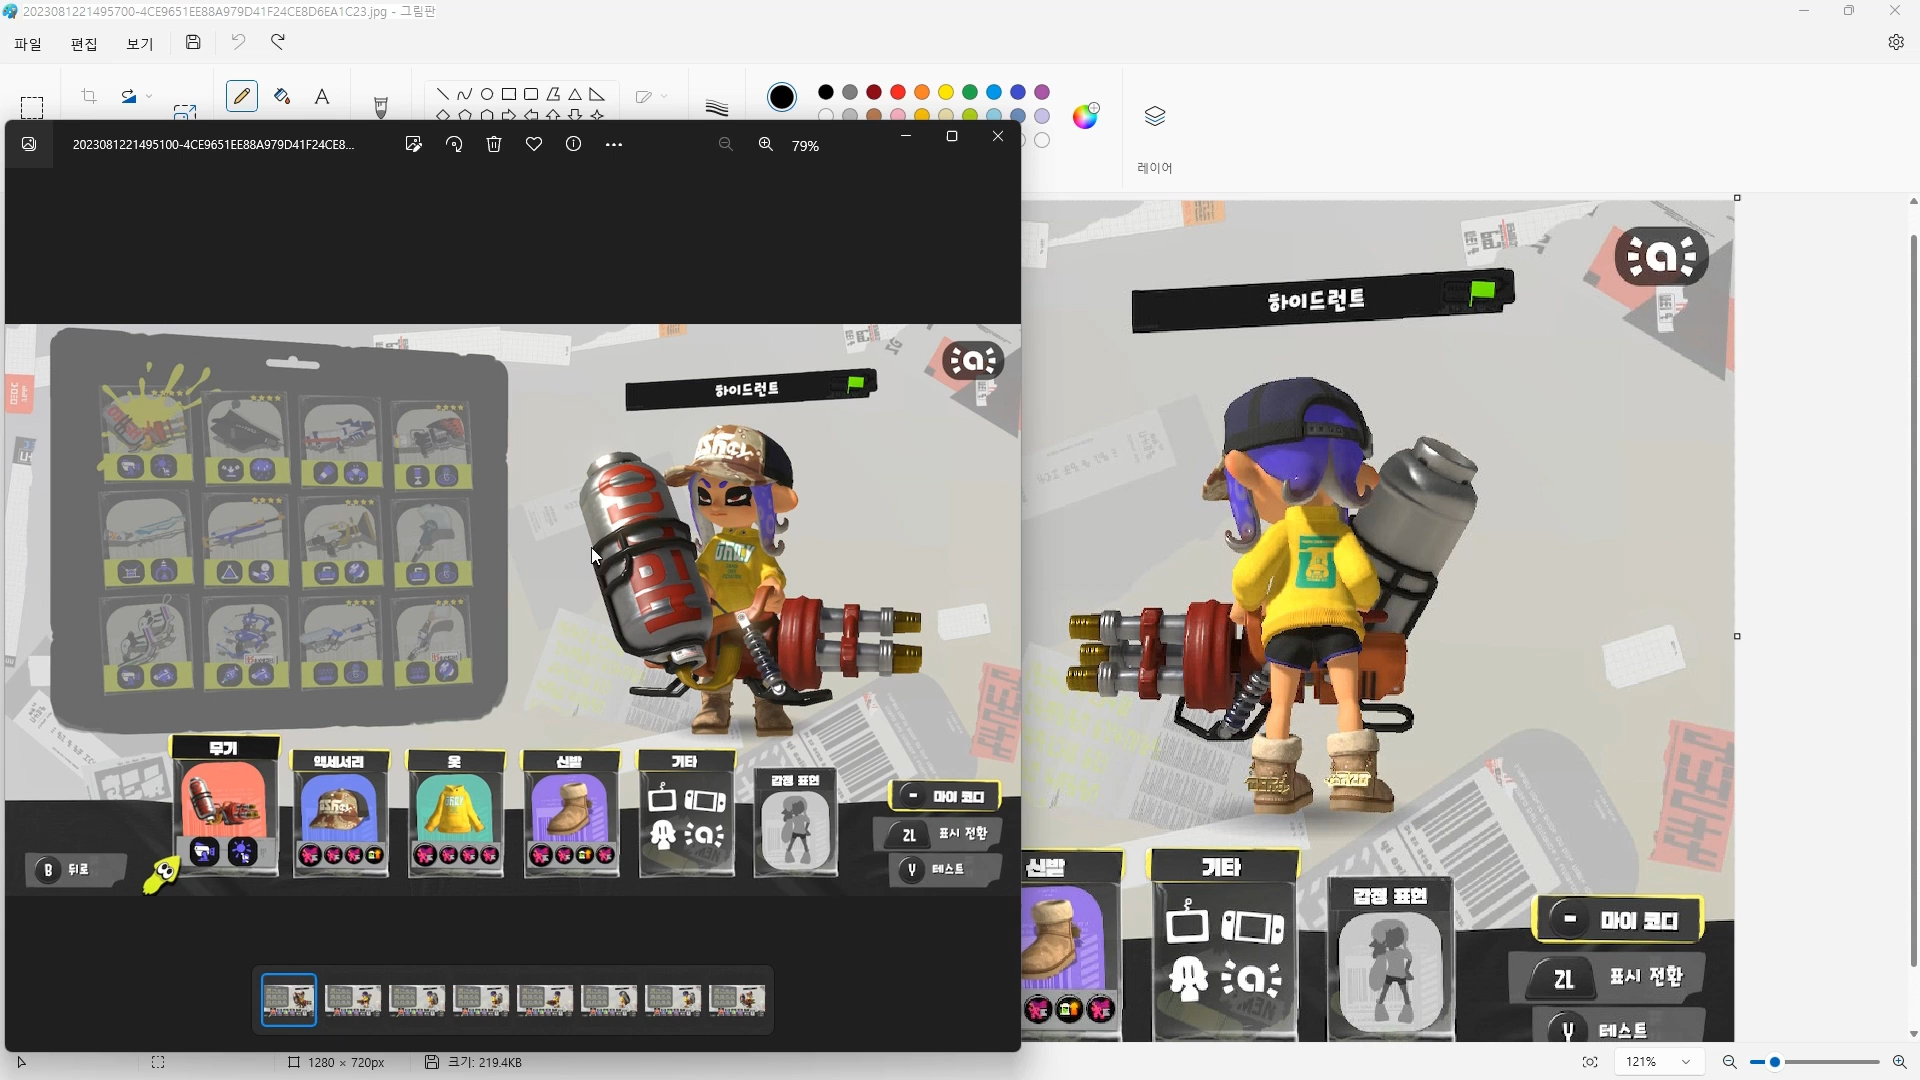 2023081221495700-4CE9651EE88A979D41F24CE8D6EA1C23.jpg - 그림판
파일 편집 보기
레이어
2023081221495100-4CE9651EE88A979D41F24CE8...
79%
하이드런트
하이드런트
무기
액세서리
옷
신발
기타
감정 표현
- 마이 코디
ZL 표시 전환
Y 테스트
B 뒤로
신발
기타
감정 표현
- 마이 코디
ZL 표시 전환
Y 테스트
1280 × 720px
크기: 219.4KB
121%